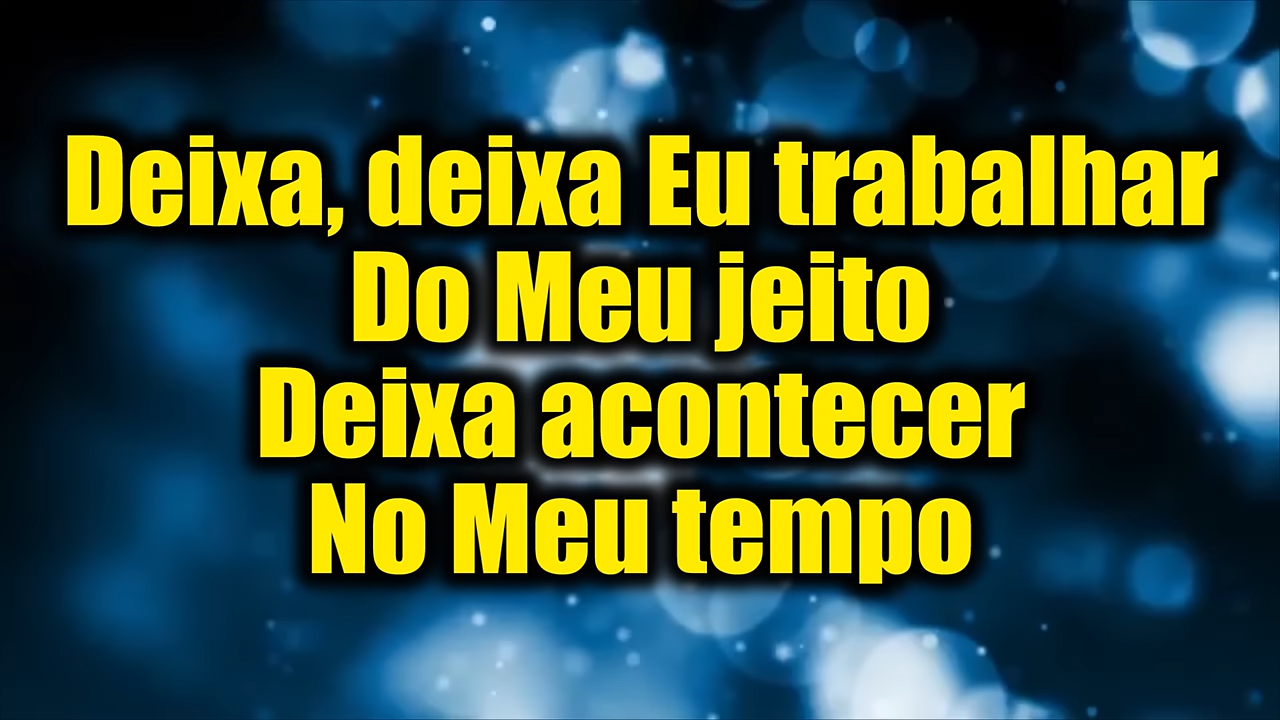 Deixa, deixa Eu trabalhar
Do Meu jeito
Deixa acontecer
No Meu tempo